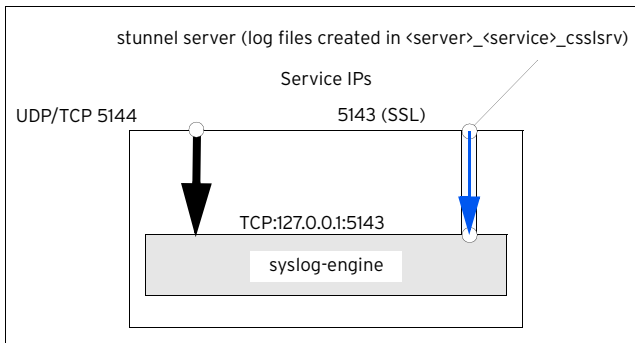 stunnel server (log files created in <server>_<service>_csslsrv)
Service IPs
UDP/TCP 5144
5143 (SSL)
TCP:127.0.0.1:5143
syslog-engine